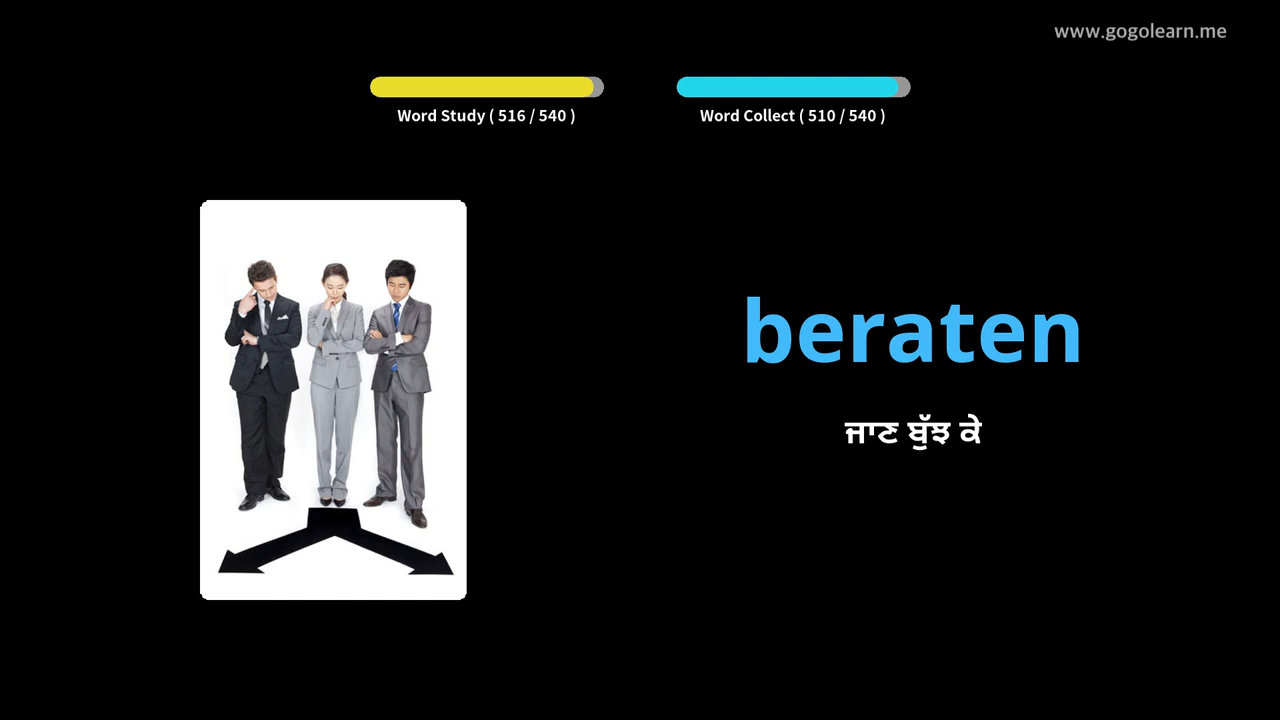 www.gogolearn.me
Word Study ( 516 / 540 )
Word Collect ( 510 / 540 )
beraten
ਜਾਣ ਬੁੱਝ ਕੇ